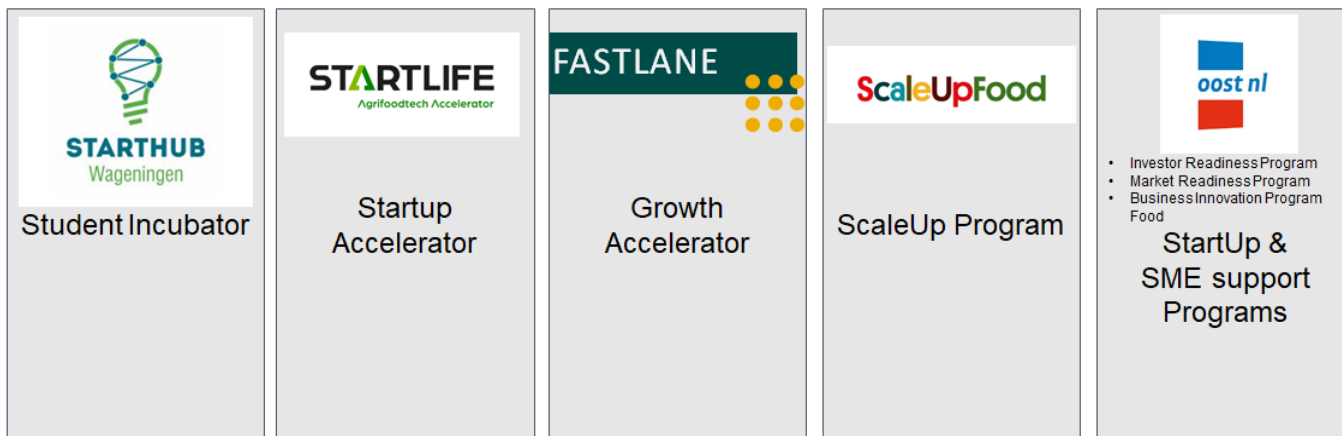 STARTHUB
Wageningen
Student Incubator
STARTLIFE
Agrifoodtech Accelerator
Startup
Accelerator
FASTLANE
Growth
Accelerator
ScaleUpFood
ScaleUp Program
oost nl
• Investor Readiness Program
• Market Readiness Program
• Business Innovation Program
Food
StartUp &
SME support
Programs